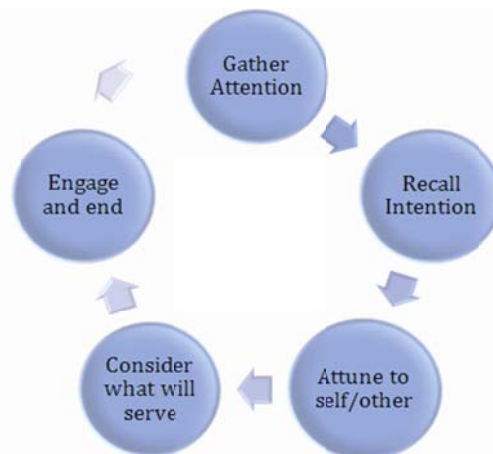 Gather
Attention
Recall
Intention
Attune to
self/other
Consider
what will
serve
Engage
and end